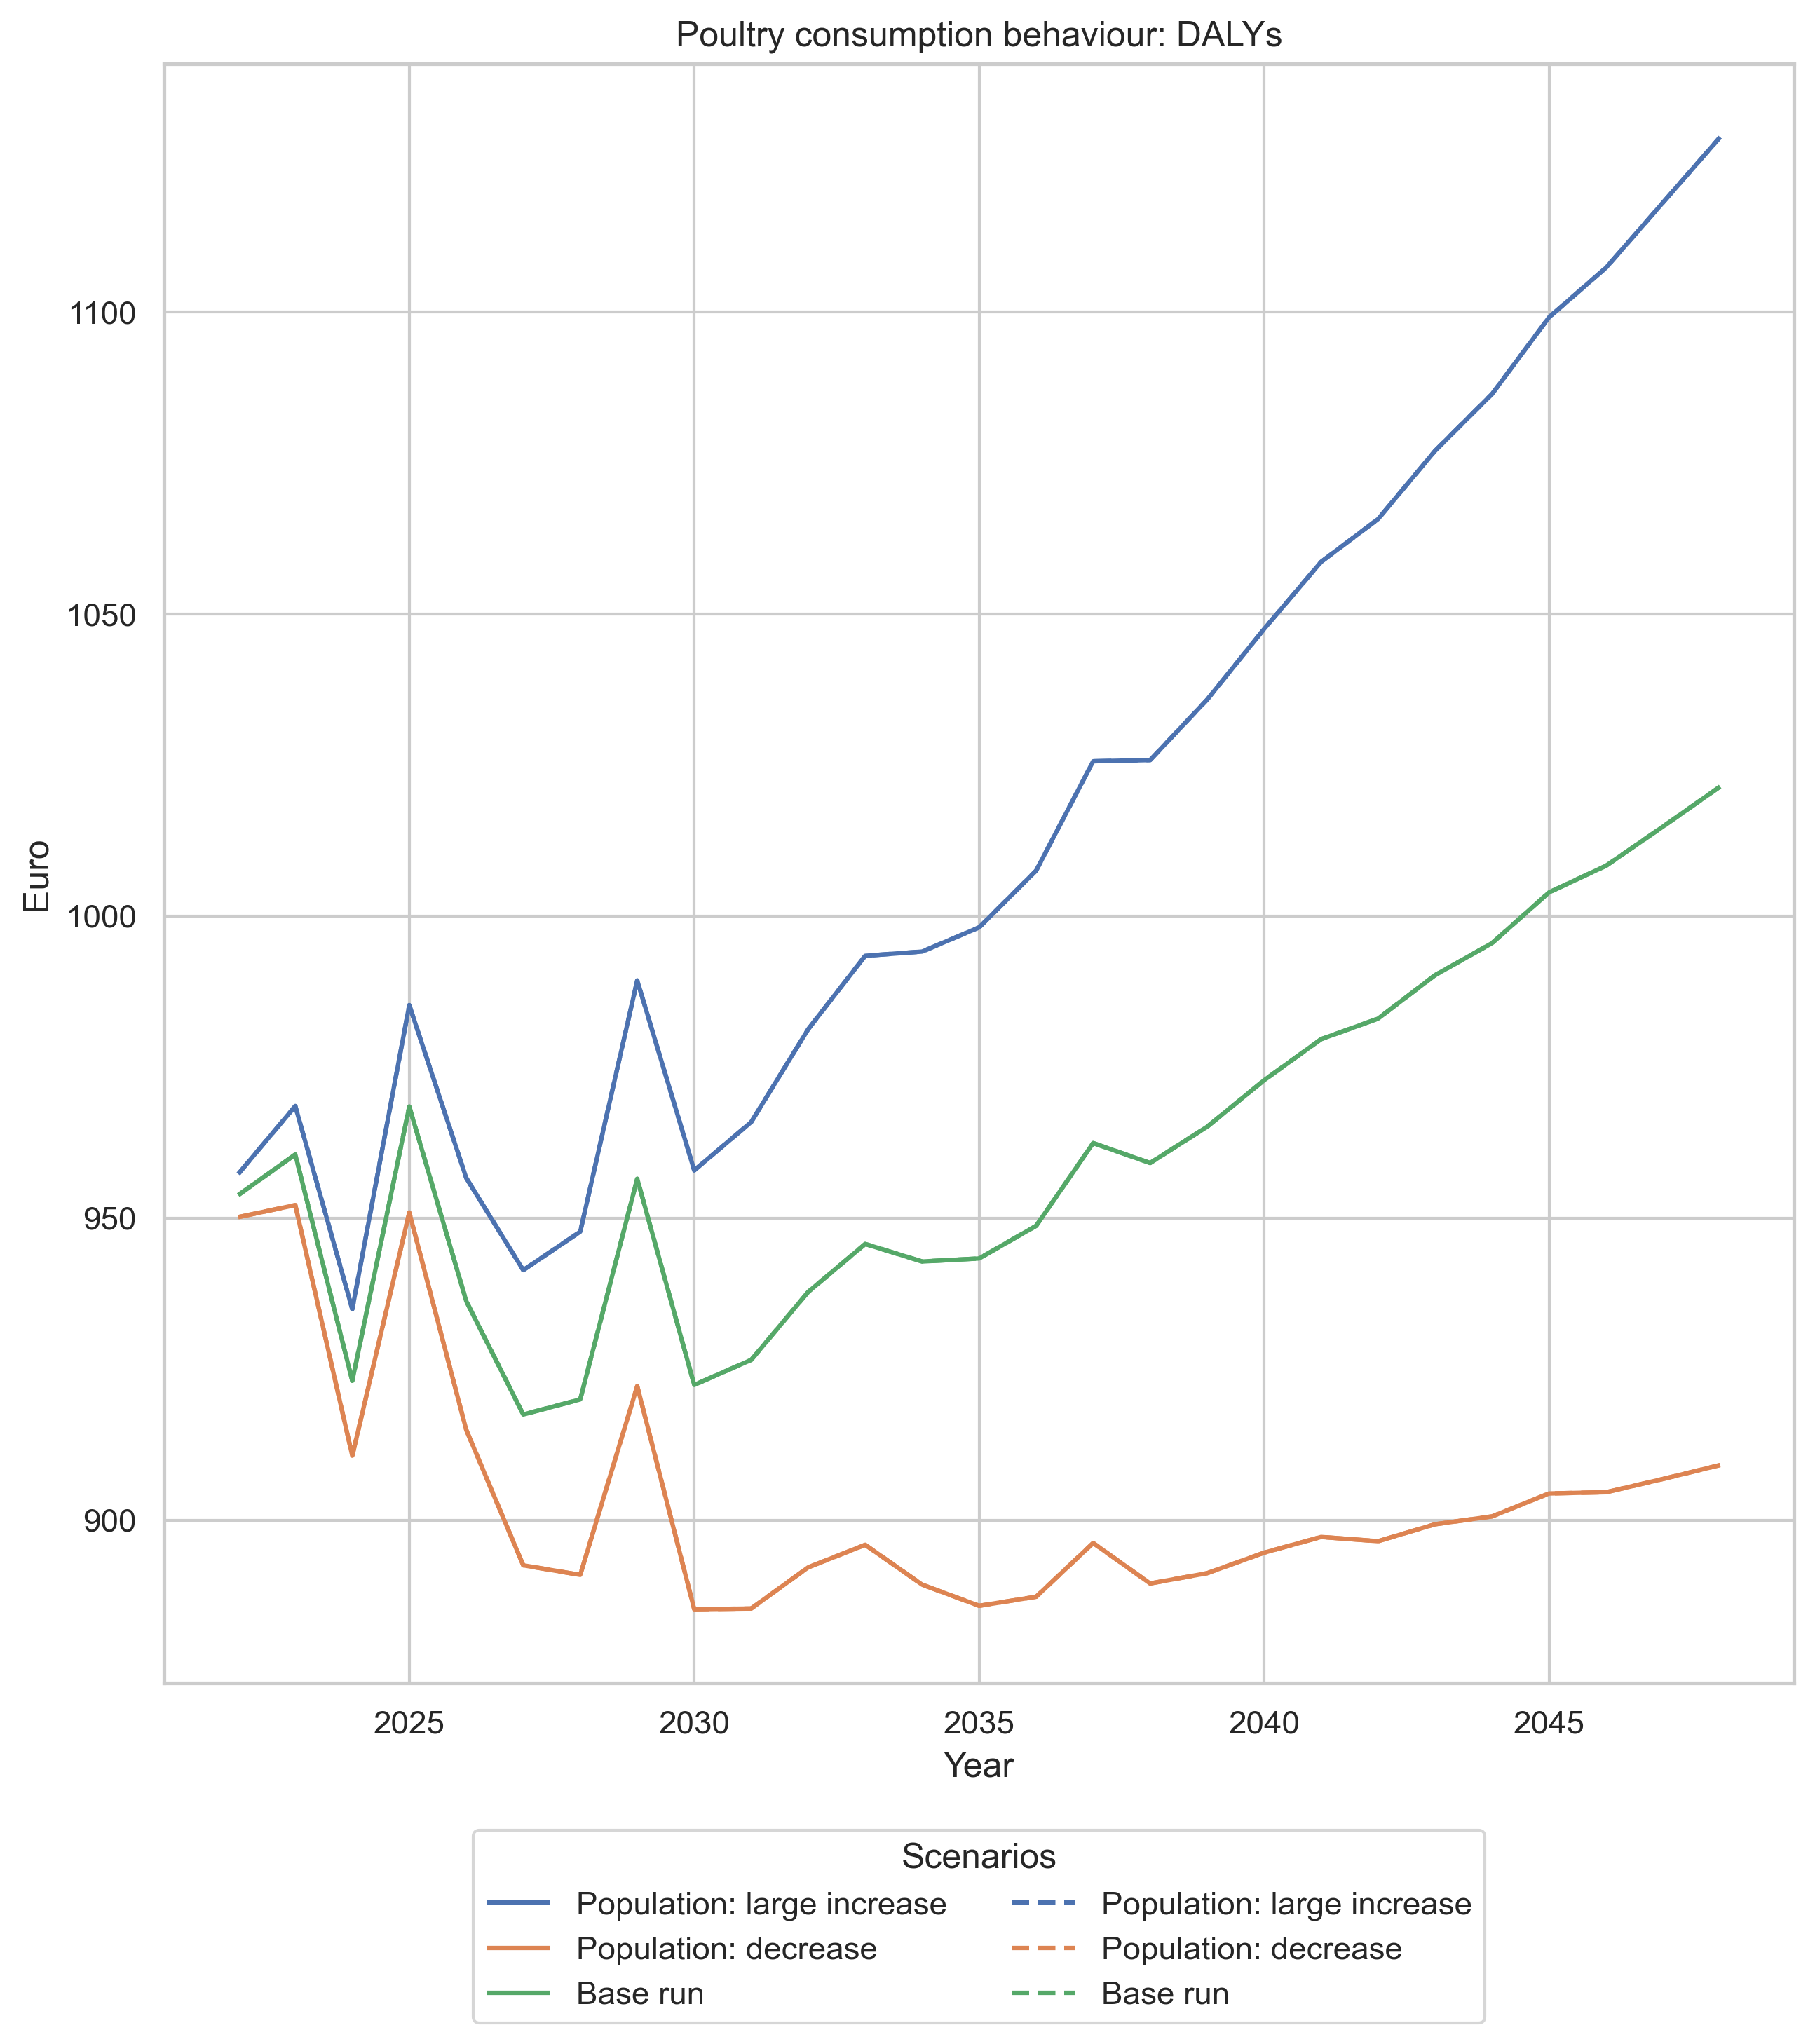 Poultry consumption behaviour: DALYs
Euro
1100
1050
1000
950
900
2025 2030 2035 2040 2045
Year
Scenarios
Population: large increase Population: large increase
Population: decrease Population: decrease
Base run Base run